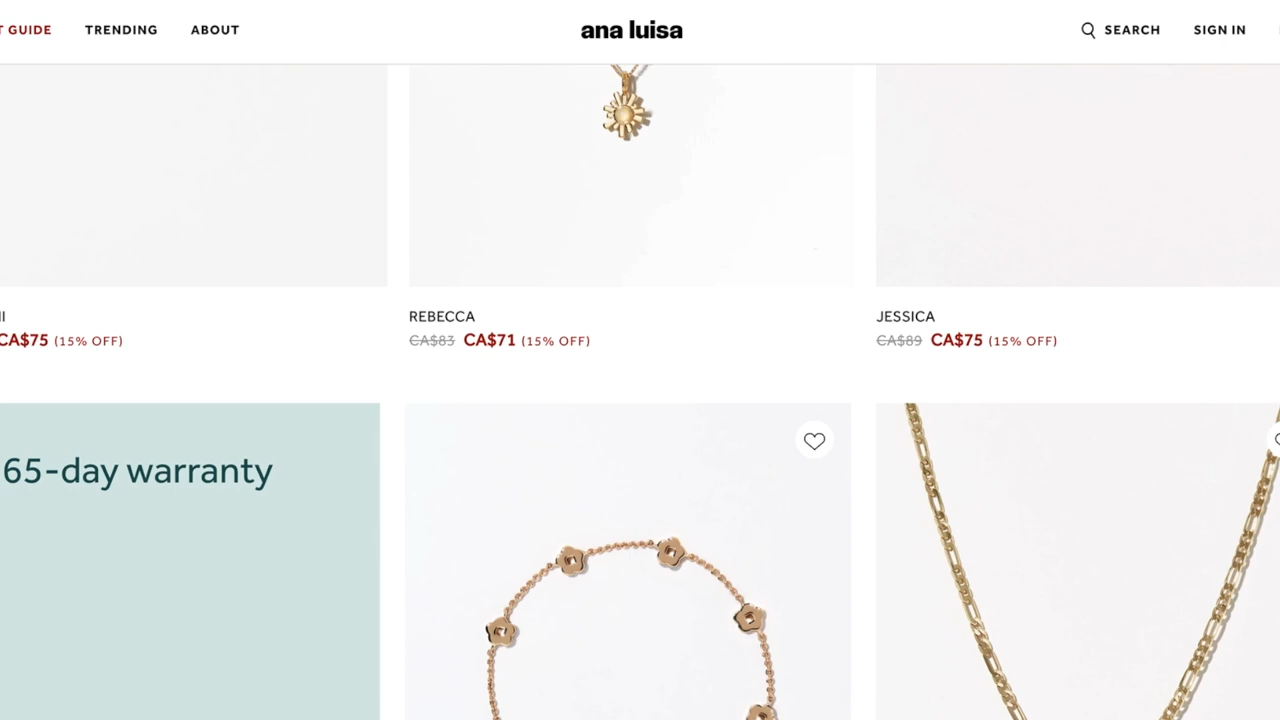 T GUIDE TRENDING ABOUT ana luisa SEARCH SIGN IN
REBECCA JESSICA
CA$75 (15% OFF) CA$83 CA$71 (15% OFF) CA$89 CA$75 (15% OFF)
65-day warranty